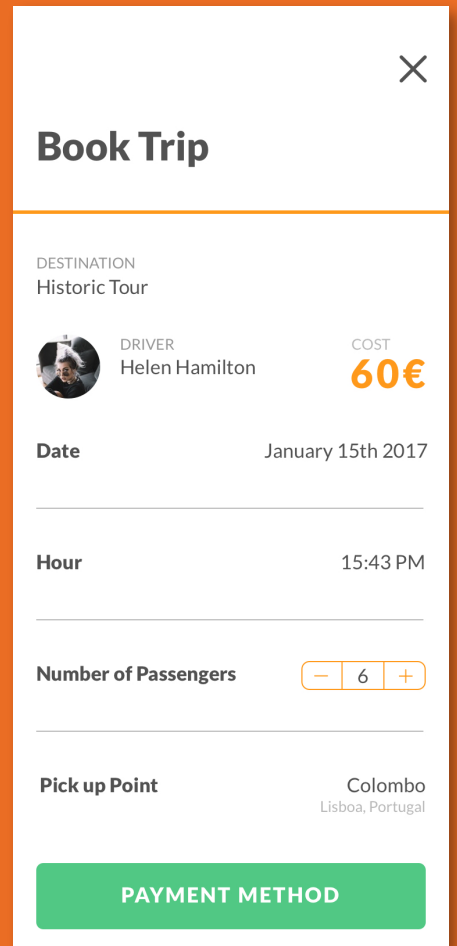 Book Trip
DESTINATION
Historic Tour
DRIVER
Helen Hamilton
COST
60€
Date
January 15th 2017
Hour
15:43 PM
Number of Passengers
− 6 +
Pick up Point
Colombo
Lisboa, Portugal
PAYMENT METHOD